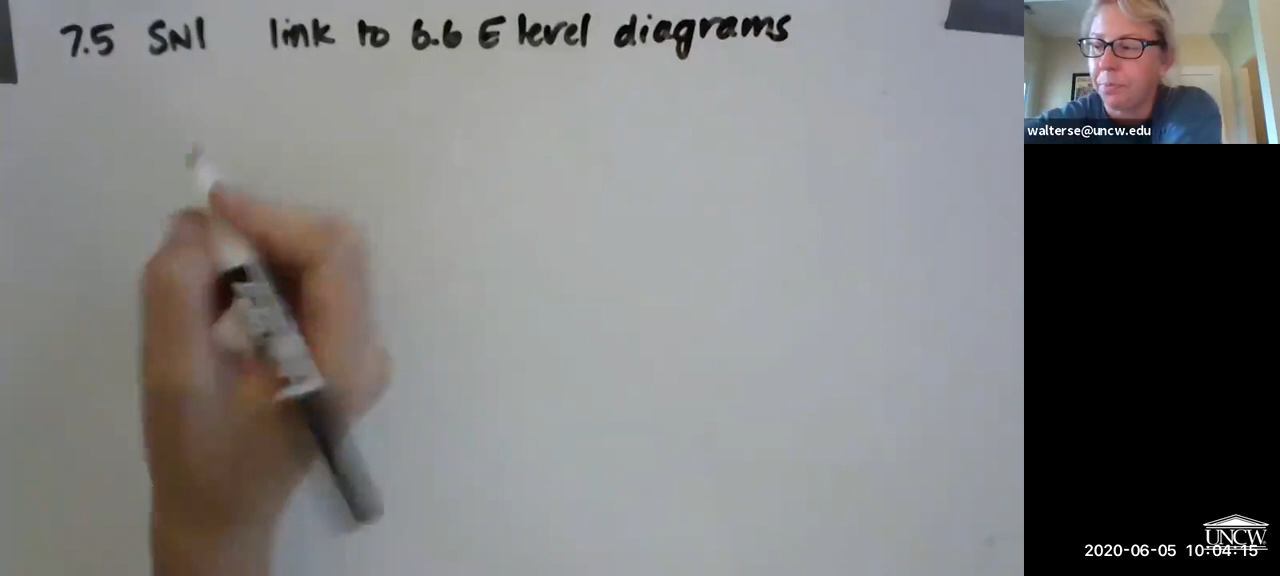 7.5 SN1 link to 6.6 E level diagrams
walterse@uncw.edu
UNCW
2020-06-05 10:04:15